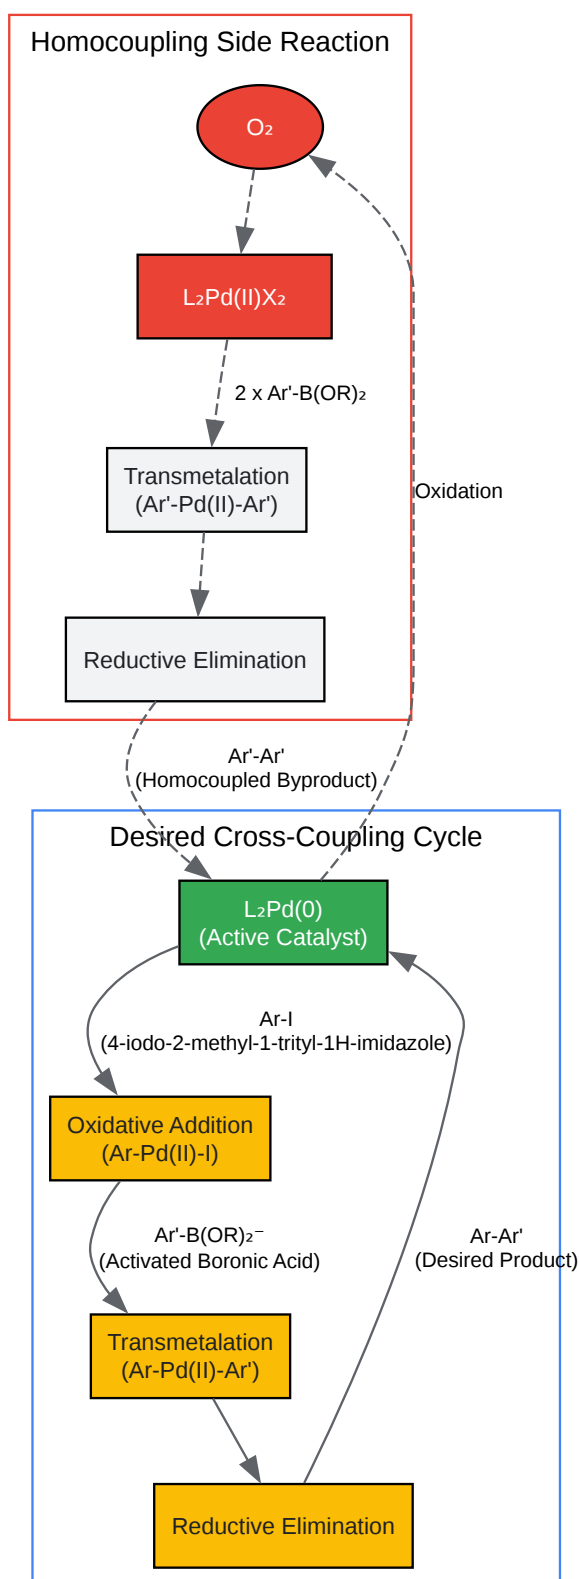 Homocoupling Side Reaction
O₂
L₂Pd(II)X₂
2 x Ar'-B(OR)₂
Transmetalation
(Ar'-Pd(II)-Ar')
Oxidation
Reductive Elimination
Ar'-Ar'
(Homocoupled Byproduct)
Desired Cross-Coupling Cycle
L₂Pd(0)
(Active Catalyst)
Ar-I
(4-iodo-2-methyl-1-trityl-1H-imidazole)
Oxidative Addition
(Ar-Pd(II)-I)
Ar'-B(OR)₂⁻
(Activated Boronic Acid)
Ar-Ar'
(Desired Product)
Transmetalation
(Ar-Pd(II)-Ar')
Reductive Elimination